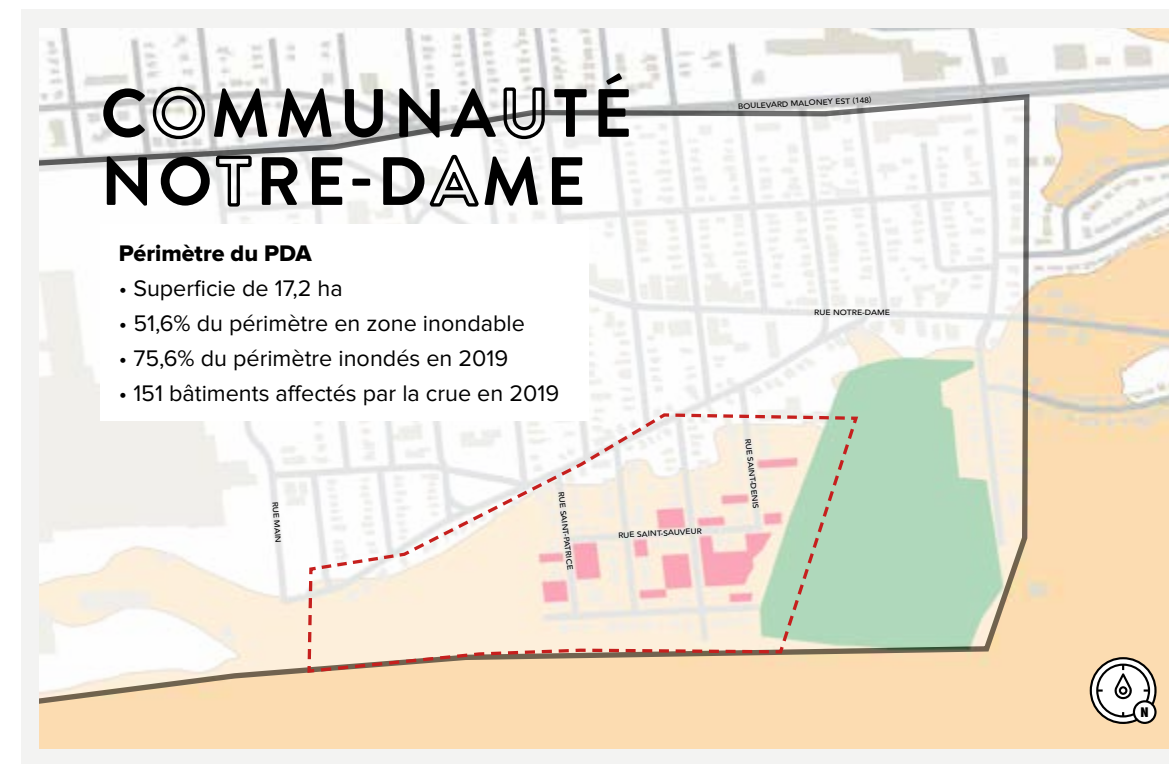 COMMUNAUTÉ
NOTRE-DAME
Périmètre du PDA
• Superficie de 17,2 ha
• 51,6% du périmètre en zone inondable
• 75,6% du périmètre inondés en 2019
• 151 bâtiments affectés par la crue en 2019
BOULEVARD MALONEY EST (148)
RUE NOTRE-DAME
RUE MAIN
RUE SAINT-PATRICE
RUE SAINT-SAUVEUR
RUE SAINT-DENIS
N